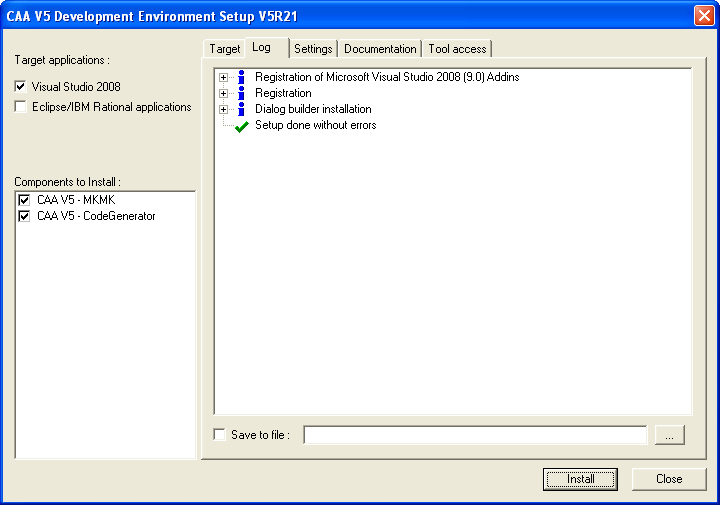 CAA V5 Development Environment Setup V5R21
Target applications :
Visual Studio 2008
Eclipse/IBM Rational applications
Components to Install :
CAA V5 - MKMK
CAA V5 - CodeGenerator
Target Log Settings Documentation Tool access
Registration of Microsoft Visual Studio 2008 (9.0) Addins
Registration
Dialog builder installation
Setup done without errors
Save to file :
...
Install Close